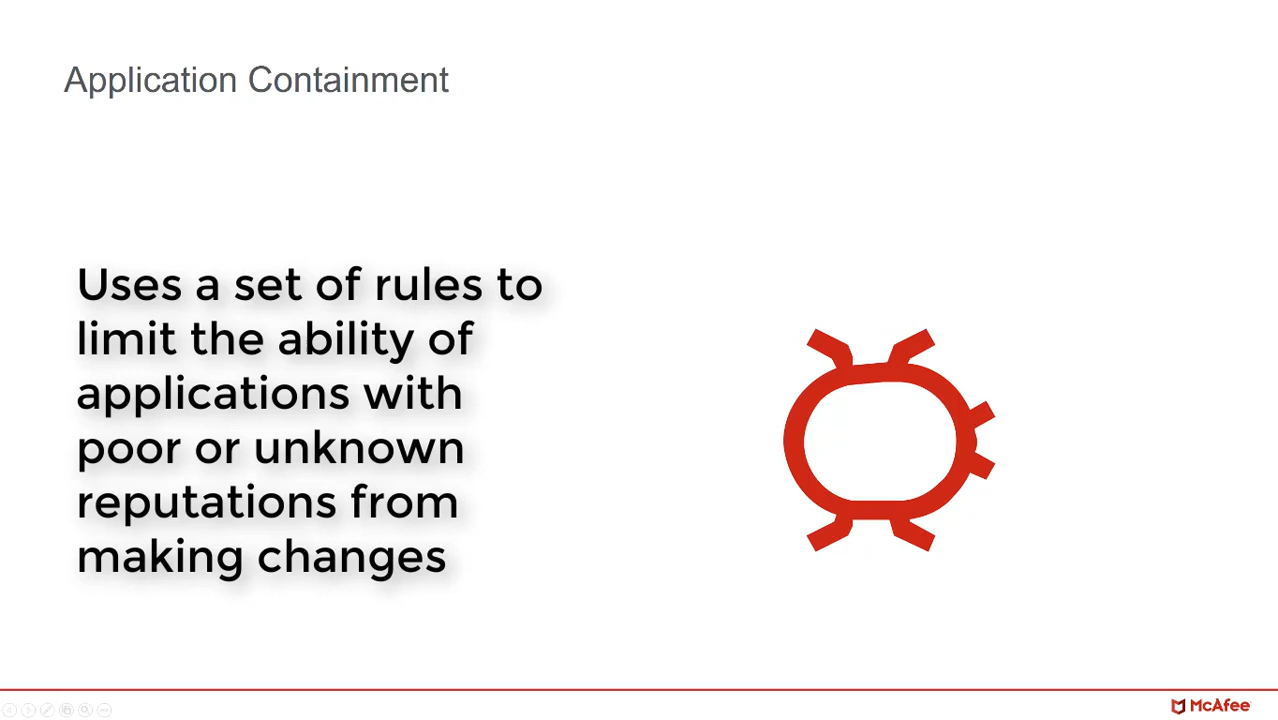 Application Containment
Uses a set of rules to
limit the ability of
applications with
poor or unknown
reputations from
making changes
McAfee